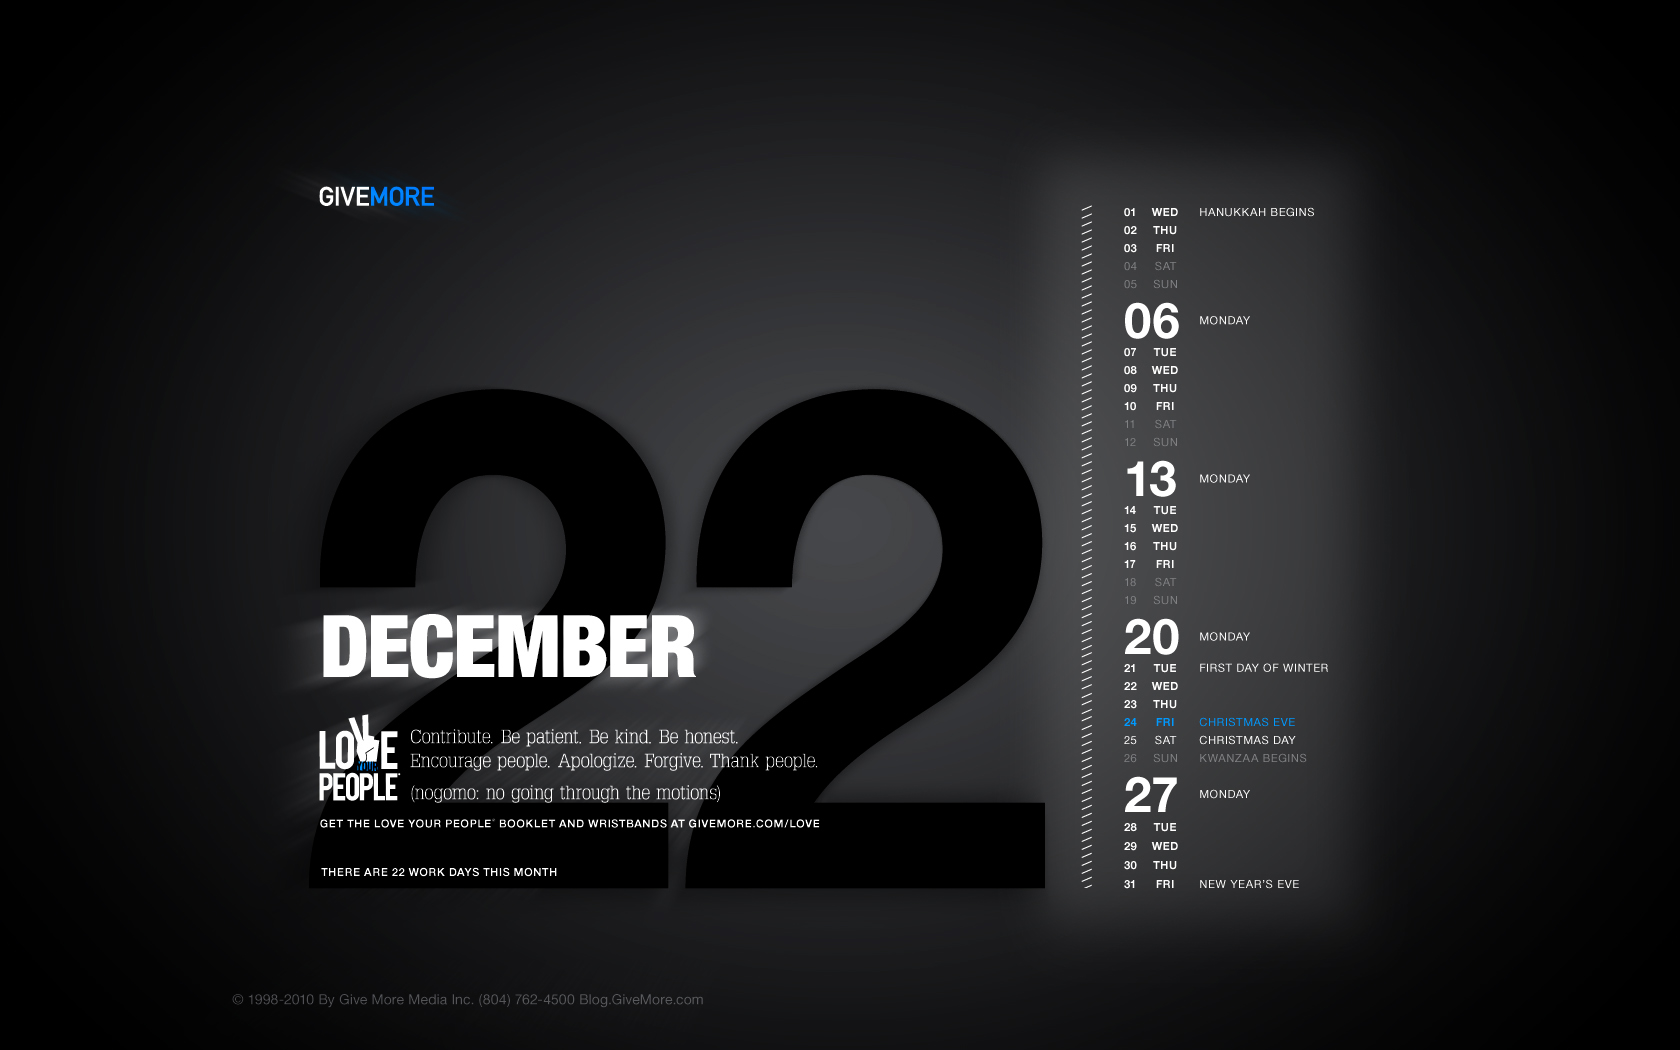 GIVEMORE
22
DECEMBER
LOVE YOUR PEOPLE
Contribute. Be patient. Be kind. Be honest.
Encourage people. Apologize. Forgive. Thank people.
(nogomo: no going through the motions)
GET THE LOVE YOUR PEOPLE® BOOKLET AND WRISTBANDS AT GIVEMORE.COM/LOVE
THERE ARE 22 WORK DAYS THIS MONTH
01 WED HANUKKAH BEGINS
02 THU
03 FRI
04 SAT
05 SUN
06 MONDAY
07 TUE
08 WED
09 THU
10 FRI
11 SAT
12 SUN
13 MONDAY
14 TUE
15 WED
16 THU
17 FRI
18 SAT
19 SUN
20 MONDAY
21 TUE FIRST DAY OF WINTER
22 WED
23 THU
24 FRI CHRISTMAS EVE
25 SAT CHRISTMAS DAY
26 SUN KWANZAA BEGINS
27 MONDAY
28 TUE
29 WED
30 THU
31 FRI NEW YEAR'S EVE
© 1998-2010 By Give More Media Inc. (804) 762-4500 Blog.GiveMore.com